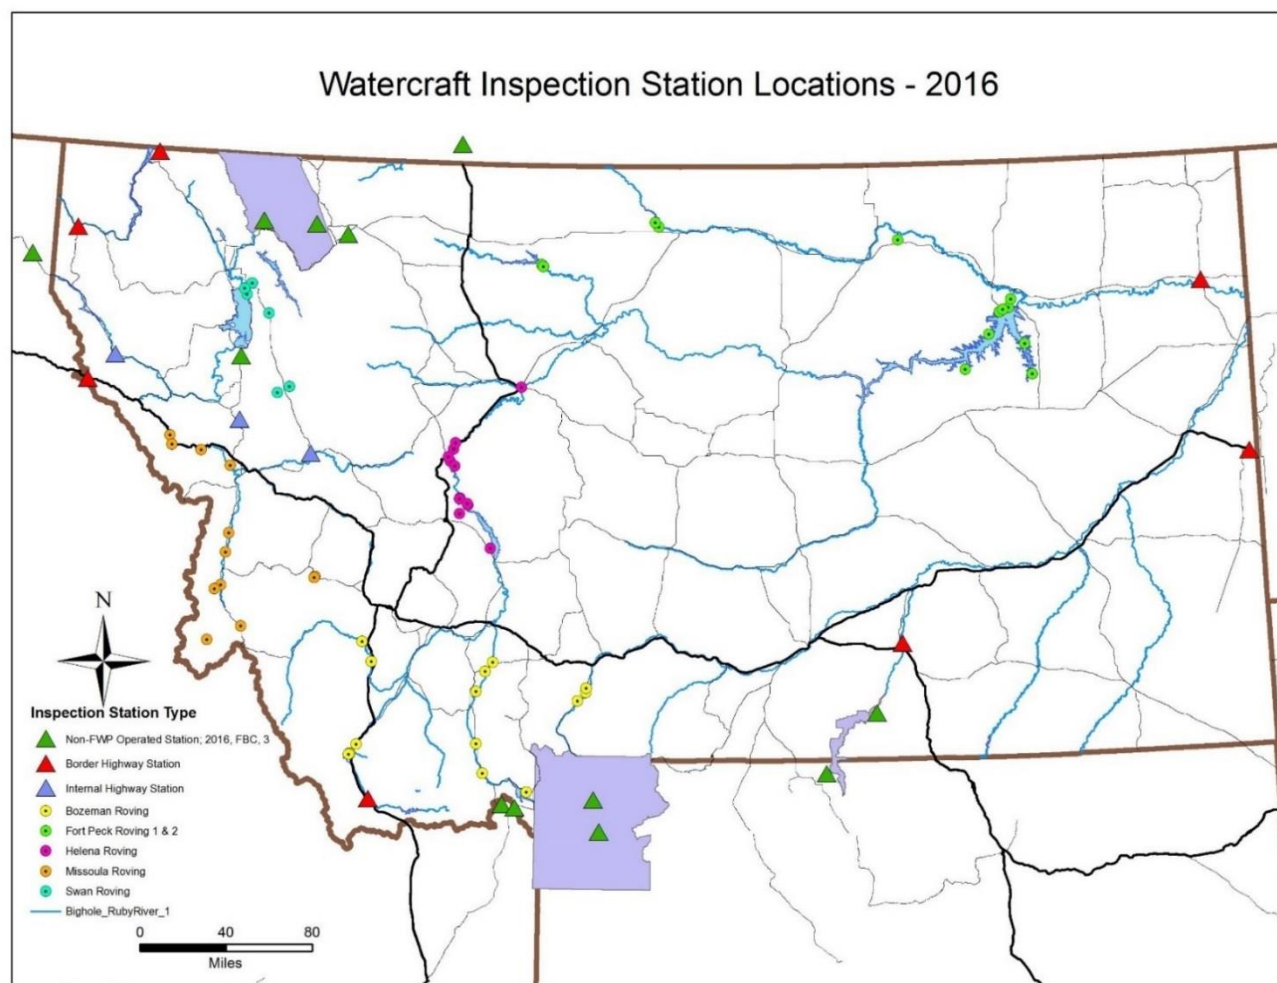 Watercraft Inspection Station Locations - 2016
N
Inspection Station Type
Non-FWP Operated Station; 2016, FBC, 3
Border Highway Station
Internal Highway Station
Bozeman Roving
Fort Peck Roving 1 & 2
Helena Roving
Missoula Roving
Swan Roving
Bighole_RubyRiver_1
0 40 80
Miles